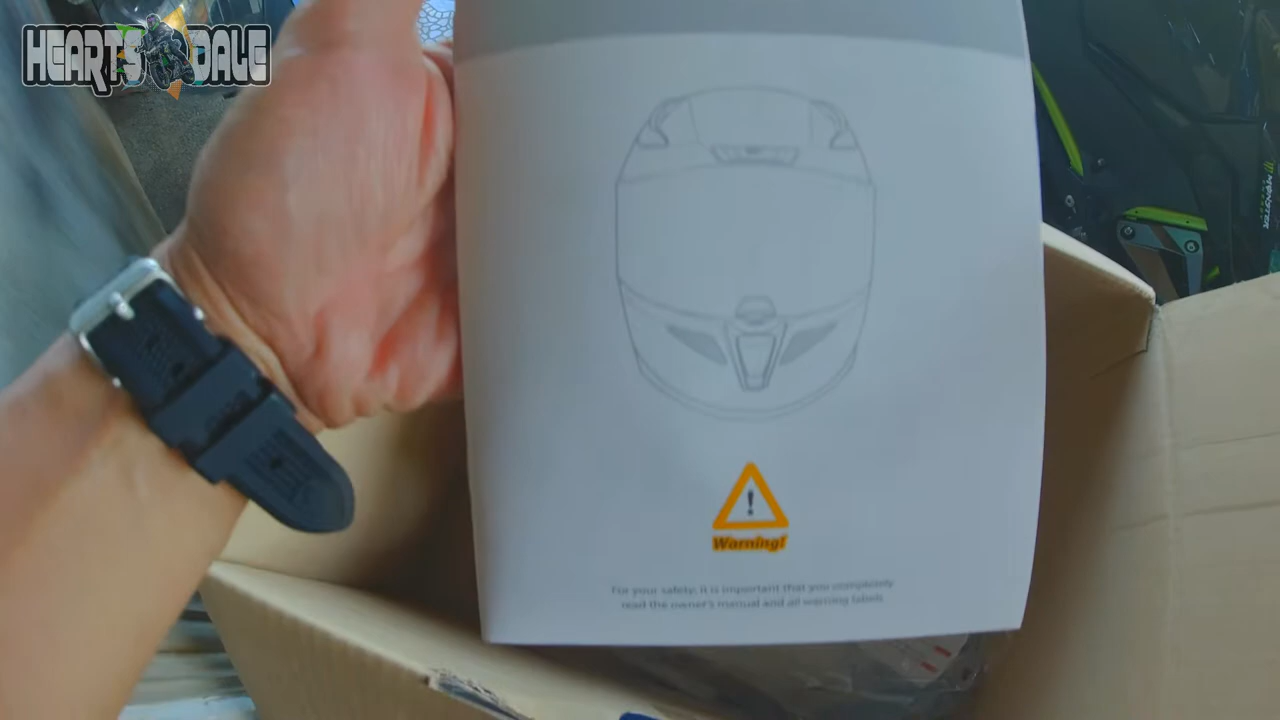 HEARTS DALE
MONSTER
Warning!
For your safety, it is important that you completely
read the owner's manual and all warning labels